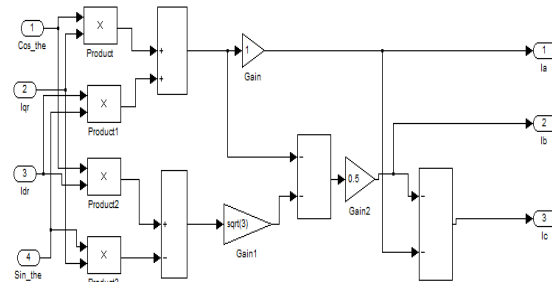 1
Cos_the
2
Iqr
3
Idr
4
Sin_the
X
Product
X
Product1
X
Product2
X
+
+
+
-
1
Gain
sqrt(3)
Gain1
-
-
0.5
Gain2
-
-
1
Ia
2
Ib
3
Ic